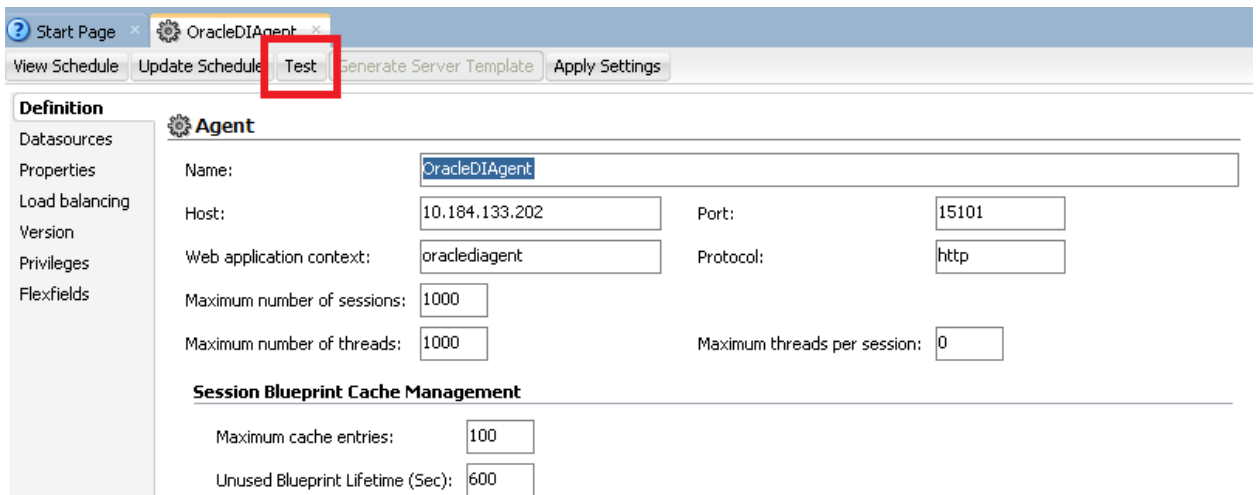 Start Page OracleDIAgent
View Schedule Update Schedule Test Generate Server Template Apply Settings
Definition
Datasources
Properties
Load balancing
Version
Privileges
Flexfields
Agent
Name: OracleDIAgent
Host: 10.184.133.202 Port: 15101
Web application context: oraclediagent Protocol: http
Maximum number of sessions: 1000
Maximum number of threads: 1000 Maximum threads per session: 0
Session Blueprint Cache Management
Maximum cache entries: 100
Unused Blueprint Lifetime (Sec): 600